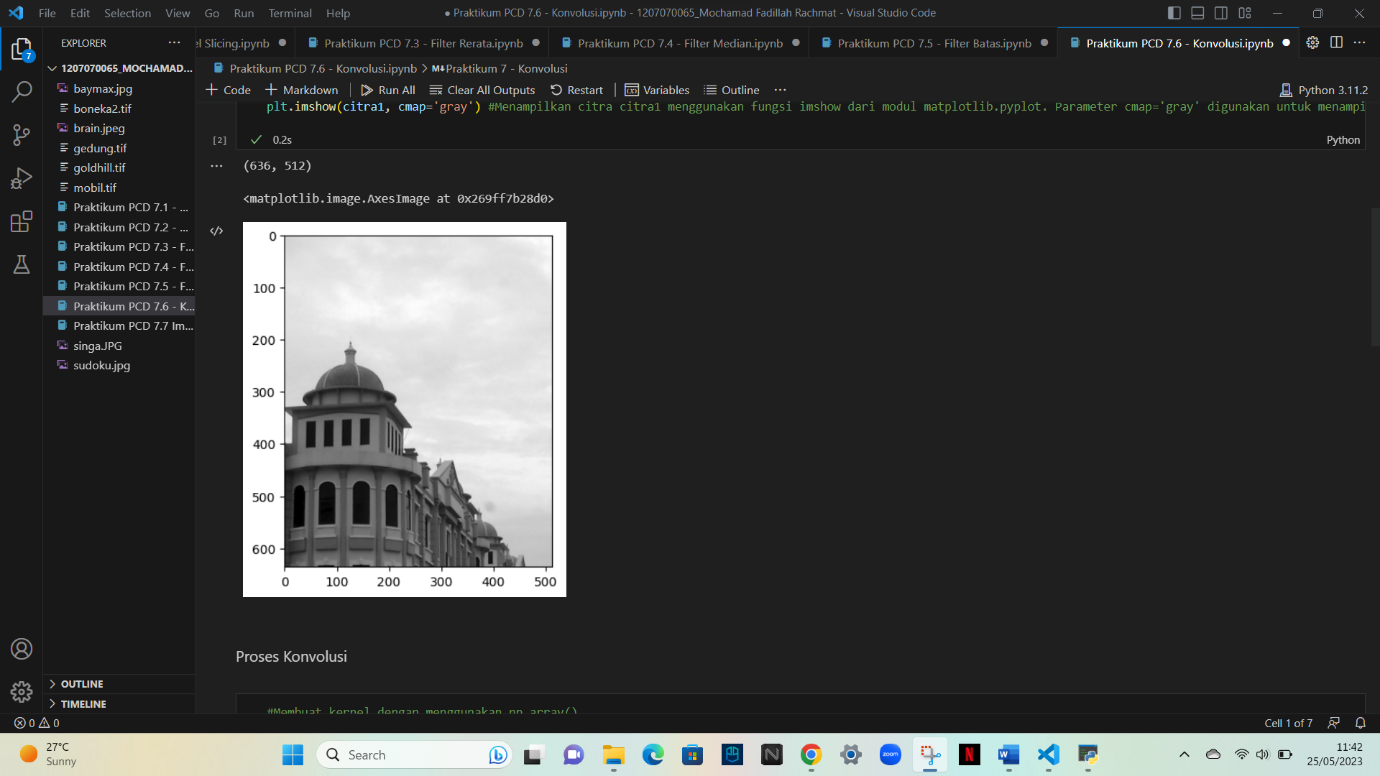 File Edit Selection View Go Run Terminal Help
● Praktikum PCD 7.6 - Konvolusi.ipynb - 1207070065_Mochamad Fadillah Rachmat - Visual Studio Code
EXPLORER
el Slicing.ipynb
Praktikum PCD 7.3 - Filter Rerata.ipynb
Praktikum PCD 7.4 - Filter Median.ipynb
Praktikum PCD 7.5 - Filter Batas.ipynb
Praktikum PCD 7.6 - Konvolusi.ipynb
7
1207070065_MOCHAMAD...
baymax.jpg
boneka2.tif
brain.jpeg
gedung.tif
goldhill.tif
mobil.tif
Praktikum PCD 7.1 - ...
Praktikum PCD 7.2 - ...
Praktikum PCD 7.3 - F...
Praktikum PCD 7.4 - F...
Praktikum PCD 7.5 - F...
Praktikum PCD 7.6 - K...
Praktikum PCD 7.7 Im...
singa.JPG
sudoku.jpg
OUTLINE
TIMELINE
Praktikum PCD 7.6 - Konvolusi.ipynb > M↓Praktikum 7 - Konvolusi
+ Code + Markdown Run All Clear All Outputs Restart Variables Outline ...
Python 3.11.2
plt.imshow(citra1, cmap='gray') #Menampilkan citra citra1 menggunakan fungsi imshow dari modul matplotlib.pyplot. Parameter cmap='gray' digunakan untuk menampi
[2] ✓ 0.2s
Python
(636, 512)
<matplotlib.image.AxesImage at 0x269ff7b28d0>
0
100
200
300
400
500
600
0 100 200 300 400 500
Proses Konvolusi
#Membuat kernel dengan menggunakan np.array()
0 0
Cell 1 of 7
27°C
Sunny
Search
zoom
11:42
25/05/2023